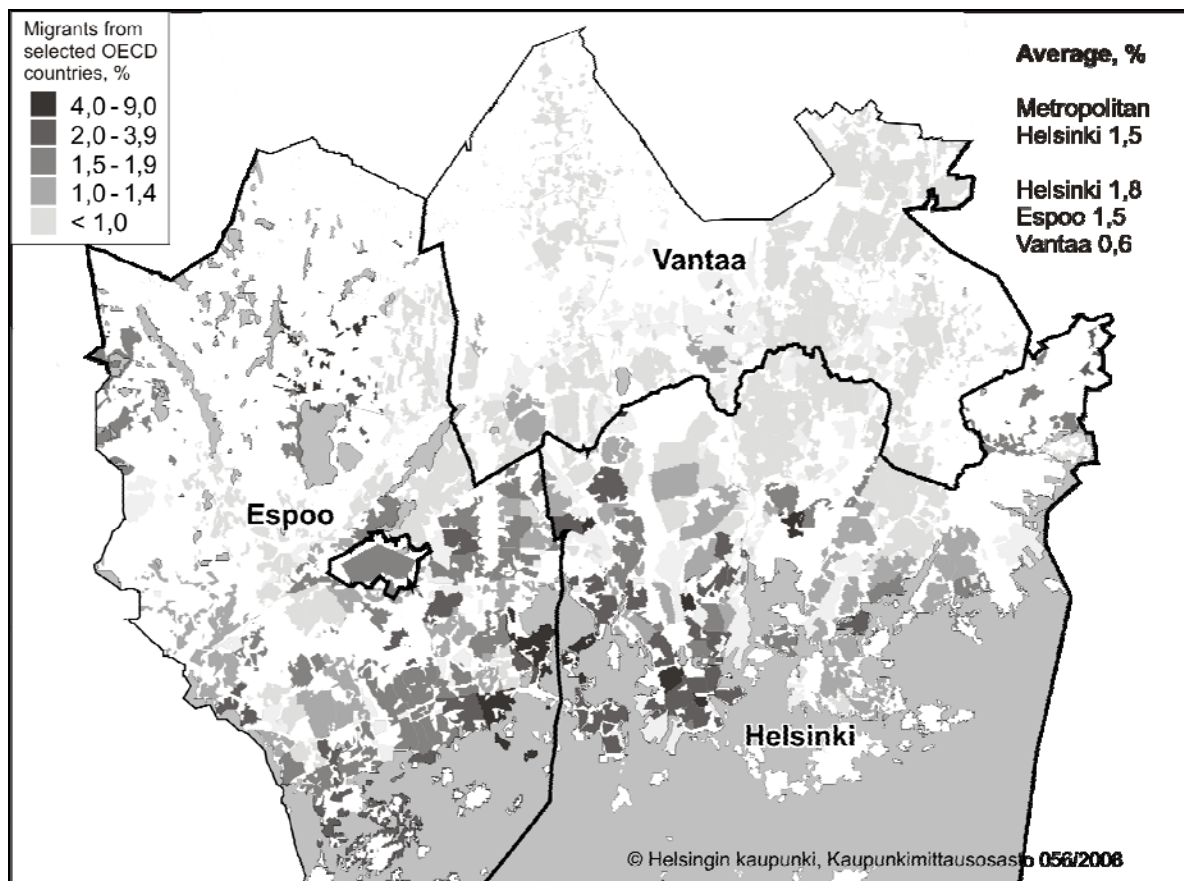 Migrants from
selected OECD
countries, %
4,0 - 9,0
2,0 - 3,9
1,5 - 1,9
1,0 - 1,4
< 1,0
Average, %
Metropolitan
Helsinki 1,5
Helsinki 1,8
Espoo 1,5
Vantaa 0,6
Vantaa
Espoo
Helsinki
© Helsingin kaupunki, Kaupunkimittausosasto 056/2008